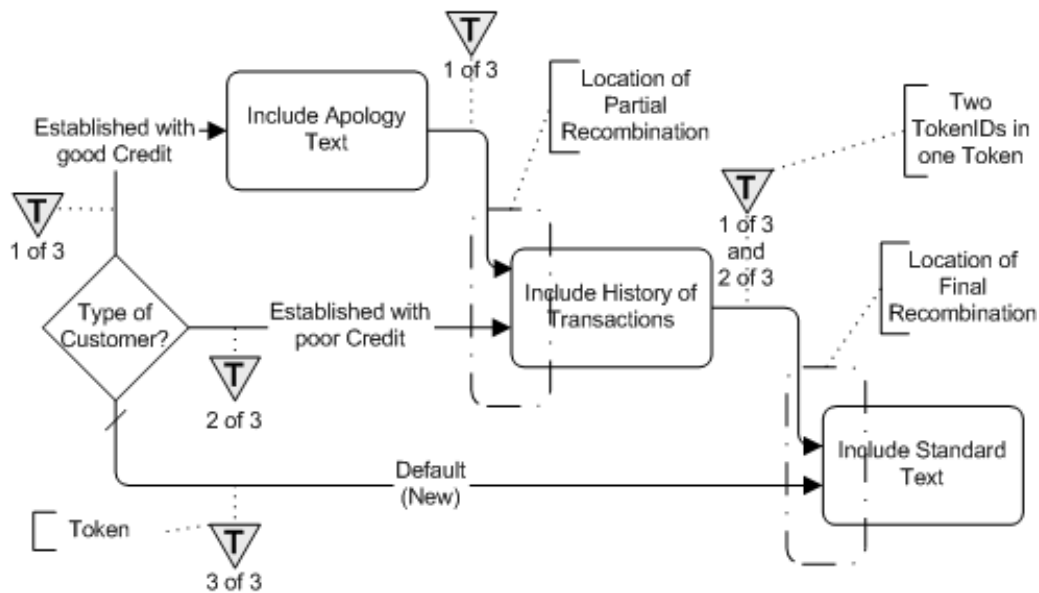 T
1 of 3
Include Apology
Text
Location of
Partial
Recombination
Two
TokenIDs in
one Token
Established with
good Credit
T
1 of 3
T
1 of 3
and
2 of 3
Location of
Final
Recombination
Type of
Customer?
Established with
poor Credit
Include History of
Transactions
T
2 of 3
Include Standard
Text
Default
(New)
Token
T
3 of 3